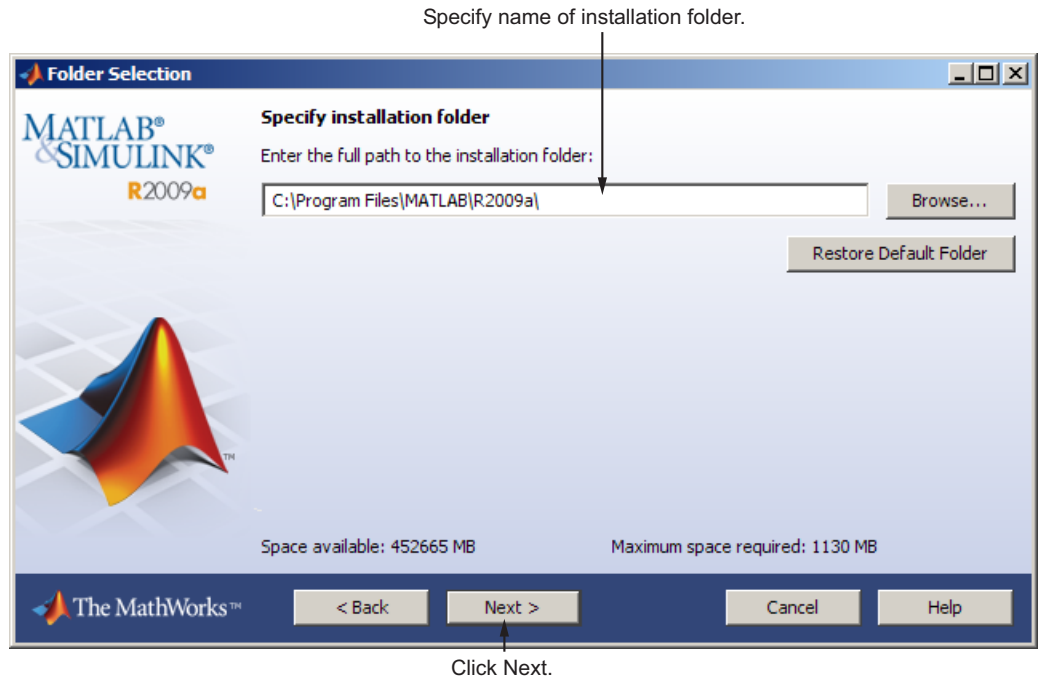 Specify name of installation folder.
Folder Selection
MATLAB®
&SIMULINK®
R2009a
Specify installation folder
Enter the full path to the installation folder:
C:\Program Files\MATLAB\R2009a\
Browse...
Restore Default Folder
TM
Space available: 452665 MB
Maximum space required: 1130 MB
The MathWorks™
< Back
Next >
Cancel
Help
Click Next.